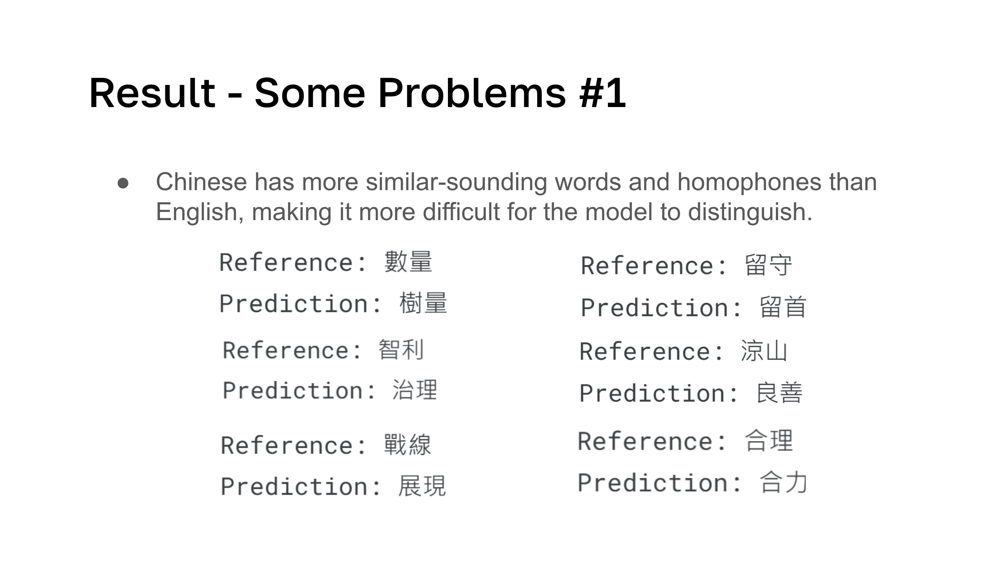 Result - Some Problems #1
● Chinese has more similar-sounding words and homophones than
English, making it more difficult for the model to distinguish.
Reference: 數量
Prediction: 樹量
Reference: 智利
Prediction: 治理
Reference: 戰線
Prediction: 展現
Reference: 留守
Prediction: 留首
Reference: 涼山
Prediction: 良善
Reference: 合理
Prediction: 合力